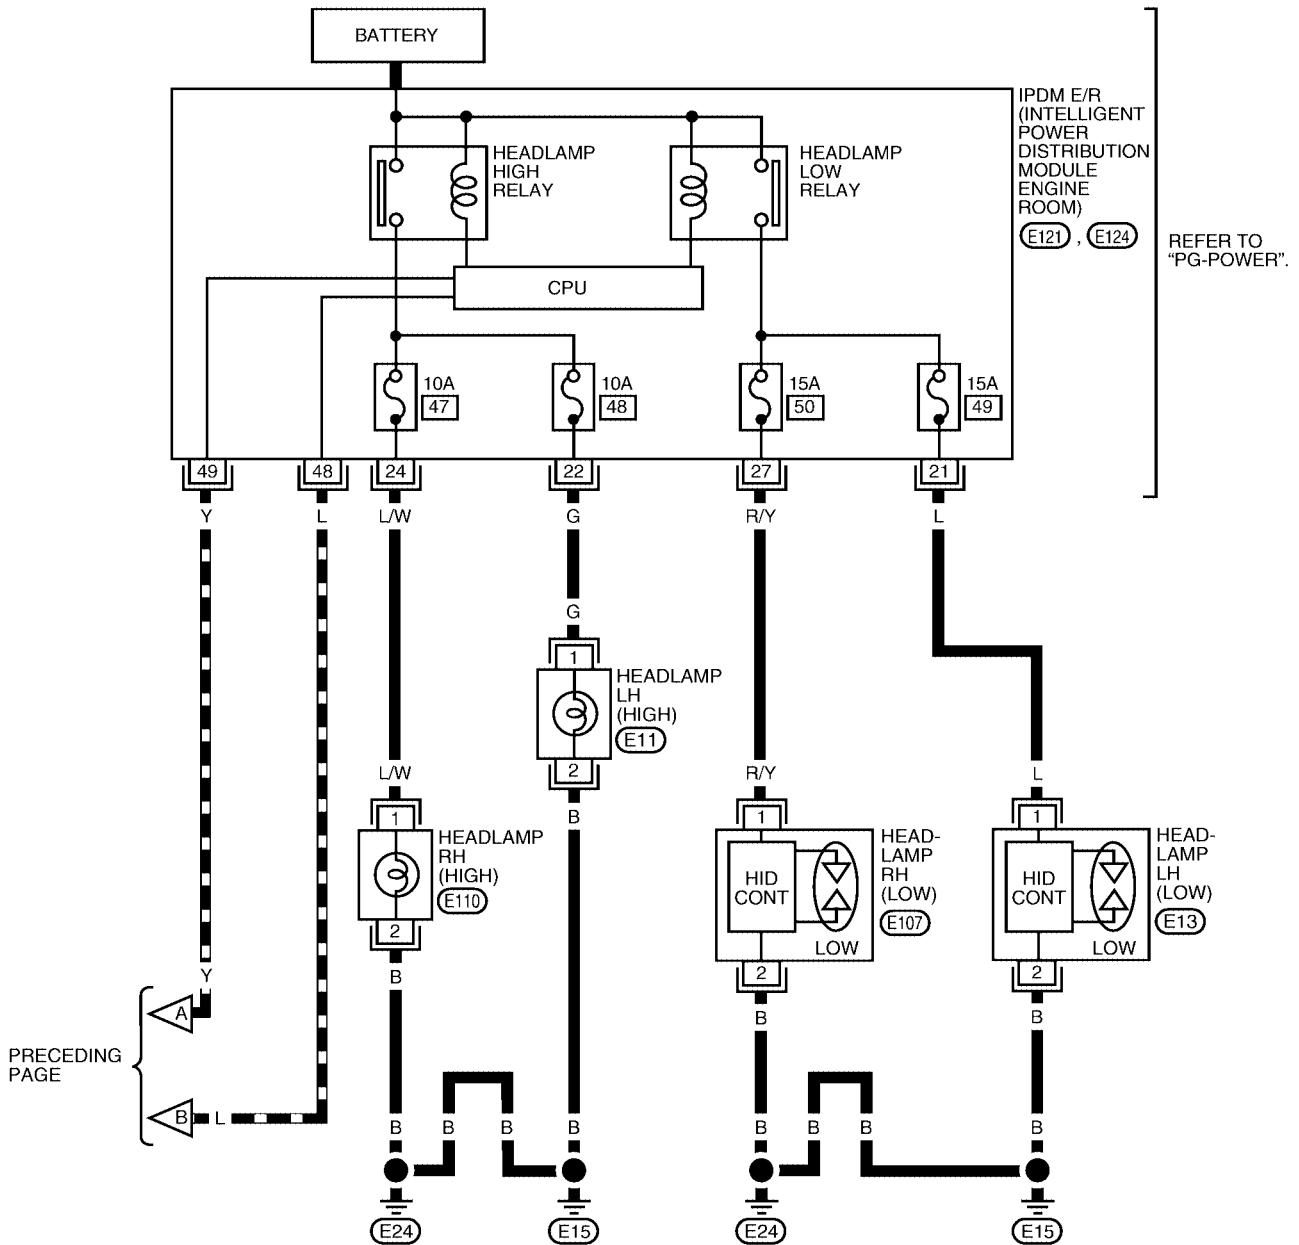 BATTERY
IPDM E/R
(INTELLIGENT
POWER
DISTRIBUTION
MODULE
ENGINE
ROOM)
E121 , E124
REFER TO
“PG-POWER”.
HEADLAMP
HIGH
RELAY
HEADLAMP
LOW
RELAY
CPU
10A
47
10A
48
15A
50
15A
49
49 48 24 22 27 21
Y L L/W G R/Y L
G
1
HEADLAMP
LH
(HIGH)
E11
2
B
L/W
1
HEADLAMP
RH
(HIGH)
E110
2
B
R/Y
1
HID
CONT
LOW
HEAD-
LAMP
RH
(LOW)
E107
2
B
L
1
HID
CONT
LOW
HEAD-
LAMP
LH
(LOW)
E13
2
B
Y
A
PRECEDING
PAGE
B L
B B B B B B B B
E24 E15 E24 E15